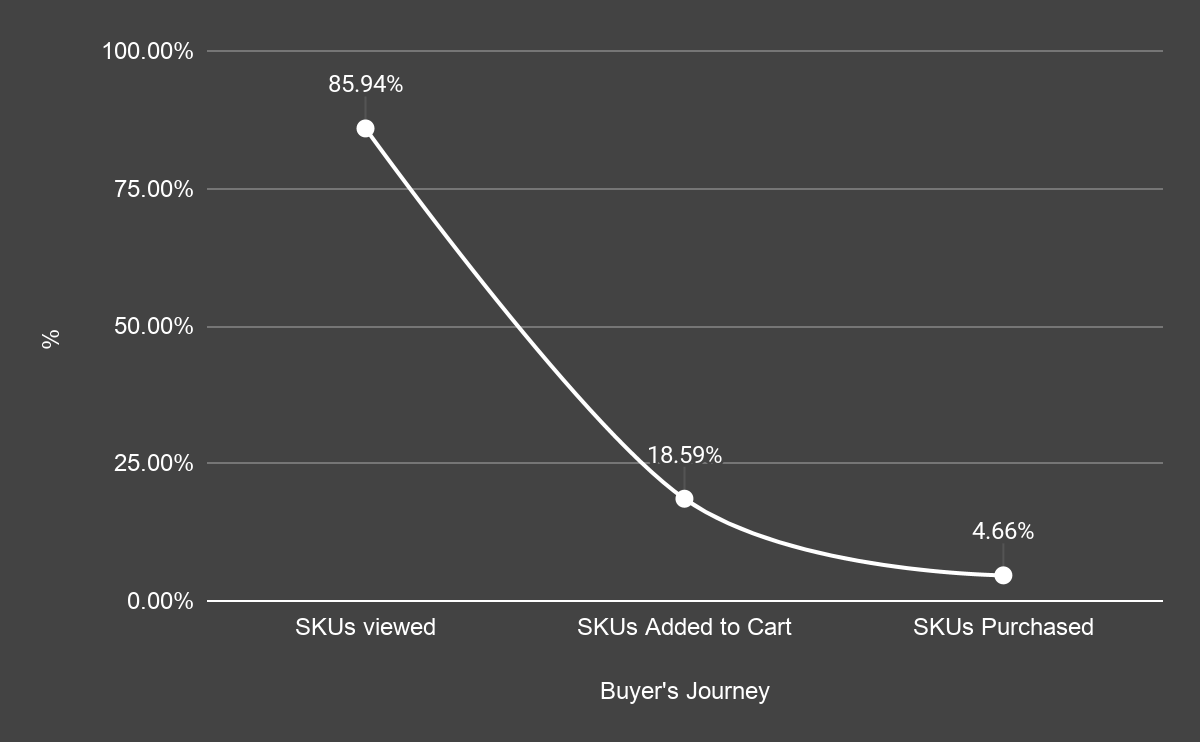 100.00%
85.94%
75.00%
50.00%
%
25.00%
18.59%
4.66%
0.00%
SKUs viewed
SKUs Added to Cart
SKUs Purchased
Buyer's Journey